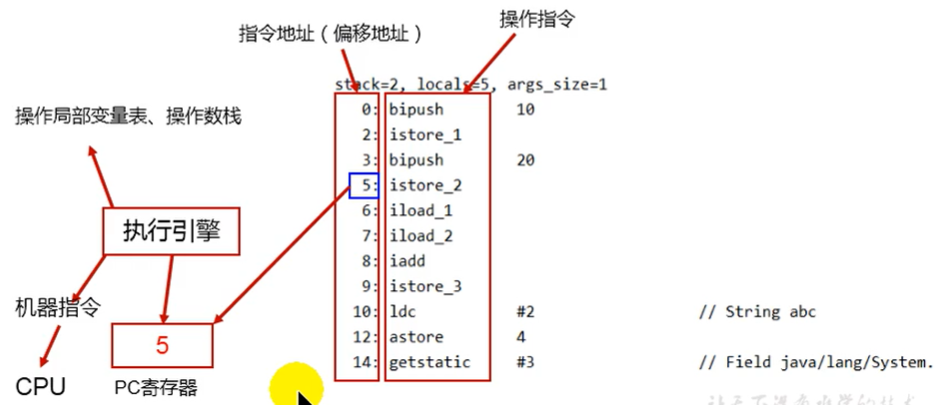 操作指令
指令地址（偏移地址）
stack=2, locals=5, args_size=1
0: bipush 10
2: istore_1
3: bipush 20
5: istore_2
6: iload_1
7: iload_2
8: iadd
9: istore_3
10: ldc #2 // String abc
12: astore 4
14: getstatic #3 // Field java/lang/System.
操作局部变量表、操作数栈
执行引擎
机器指令
5
CPU
PC寄存器